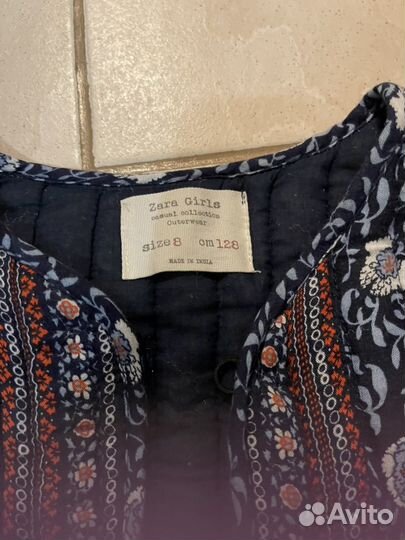 Zara Girls
casual collection
Outerwear
size 8 cm 128
MADE IN INDIA
Avito